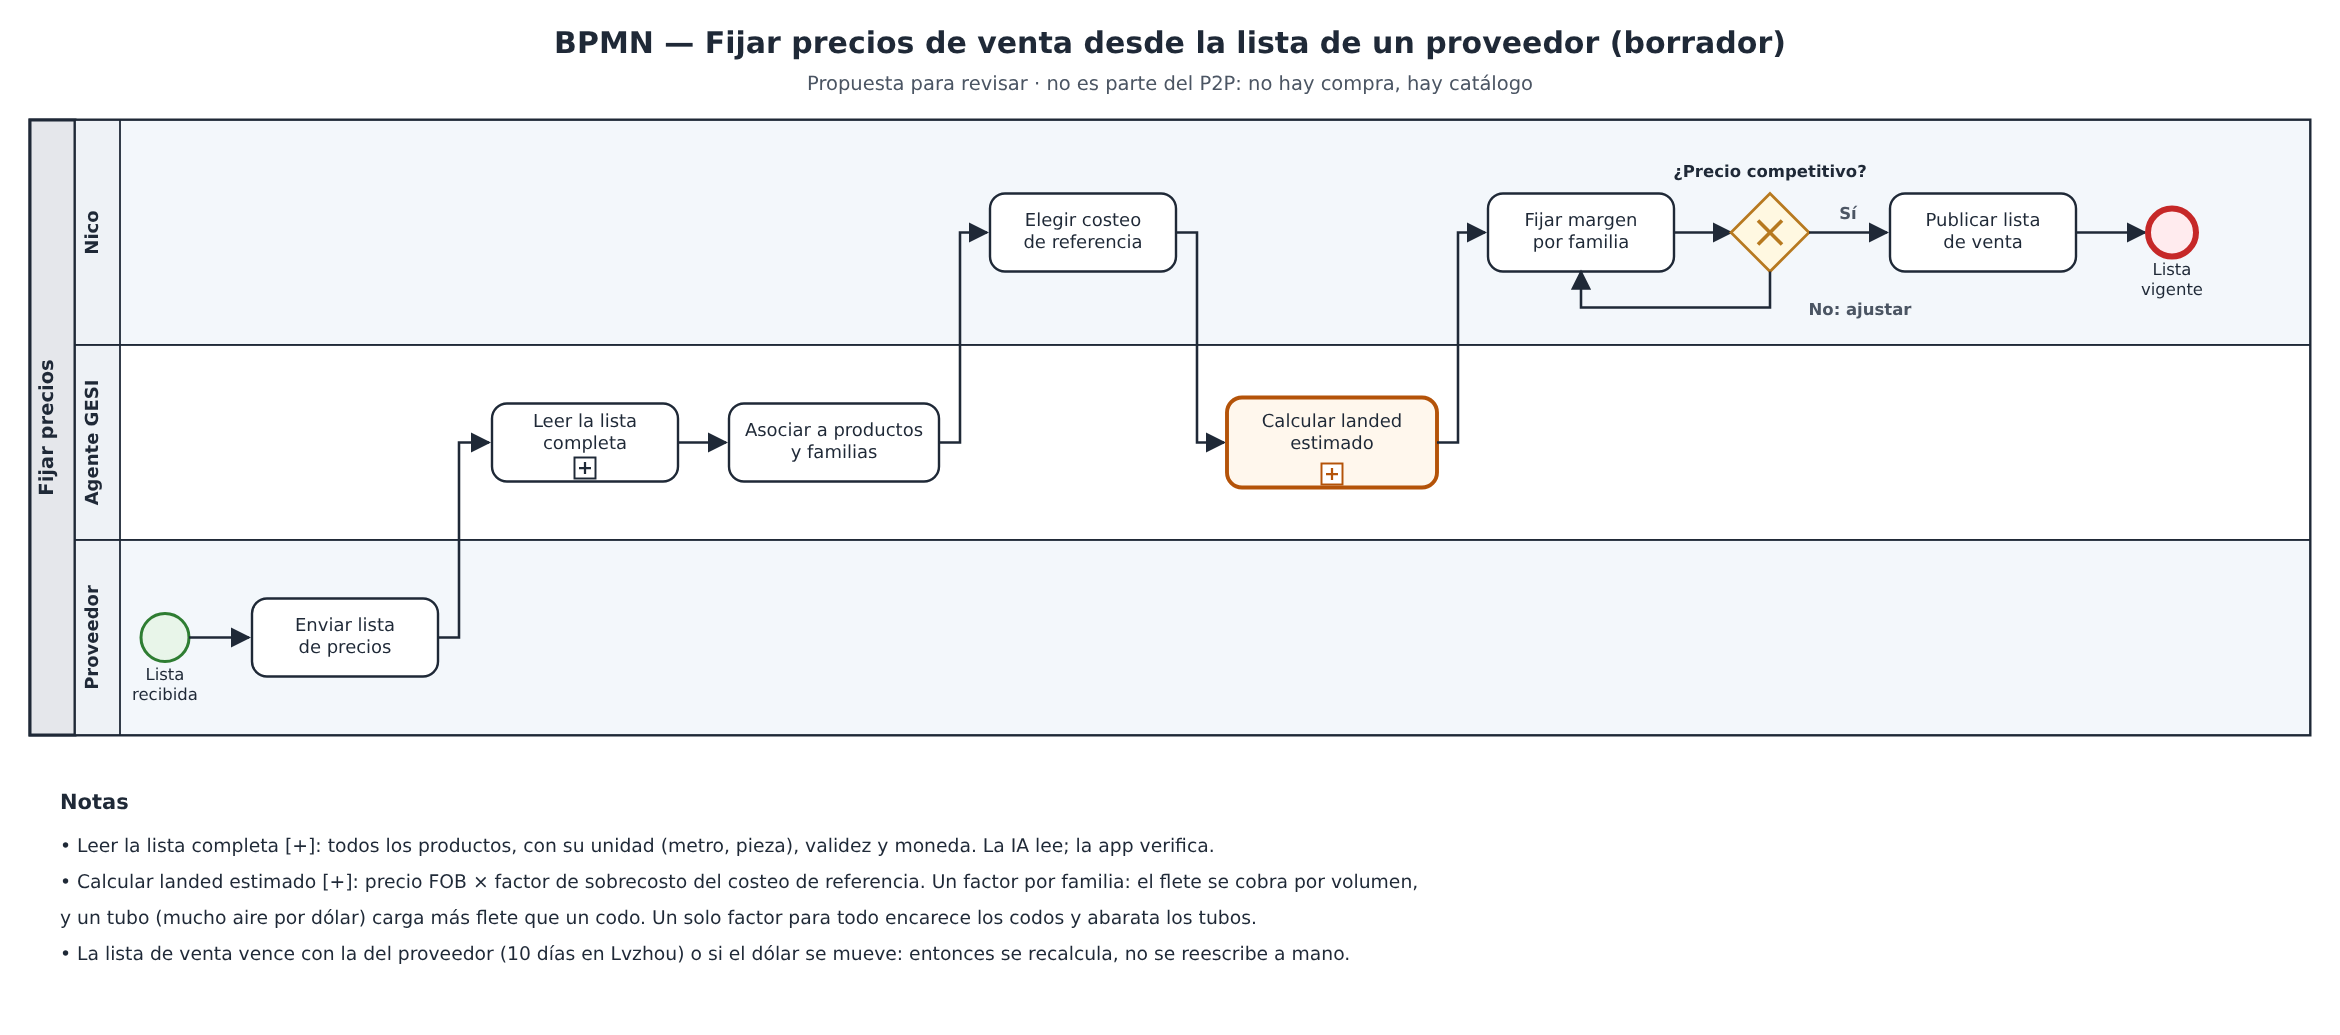 BPMN — Fijar precios de venta desde la lista de un proveedor (borrador)
Propuesta para revisar · no es parte del P2P: no hay compra, hay catálogo
Fijar precios
Nico
Elegir costeo
de referencia
Fijar margen
por familia
¿Precio competitivo?
Sí
No: ajustar
Publicar lista
de venta
Lista
vigente
Agente GESI
Leer la lista
completa
Asociar a productos
y familias
Calcular landed
estimado
Proveedor
Lista
recibida
Enviar lista
de precios
Notas
• Leer la lista completa [+]: todos los productos, con su unidad (metro, pieza), validez y moneda. La IA lee; la app verifica.
• Calcular landed estimado [+]: precio FOB × factor de sobrecosto del costeo de referencia. Un factor por familia: el flete se cobra por volumen,
y un tubo (mucho aire por dólar) carga más flete que un codo. Un solo factor para todo encarece los codos y abarata los tubos.
• La lista de venta vence con la del proveedor (10 días en Lvzhou) o si el dólar se mueve: entonces se recalcula, no se reescribe a mano.